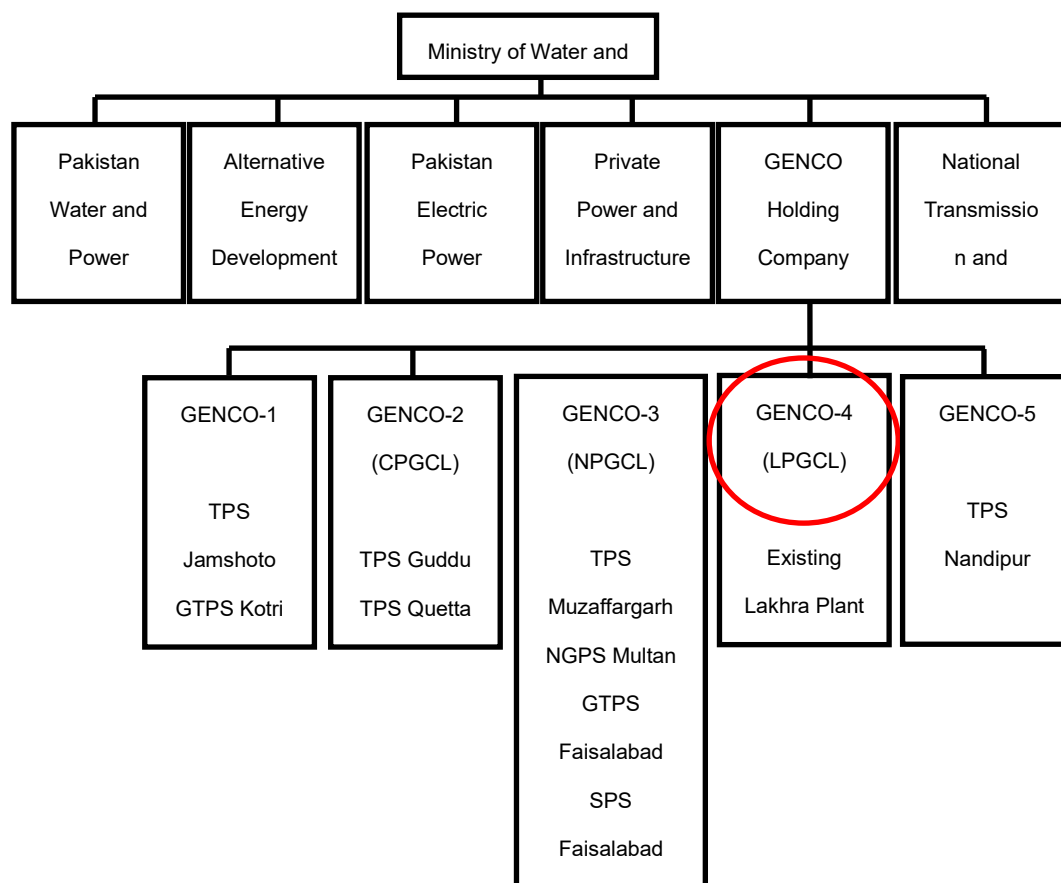 Ministry of Water and
Pakistan
Water and
Power
Alternative
Energy
Development
Pakistan
Electric
Power
Private
Power and
Infrastructure
GENCO
Holding
Company
National
Transmissio
n and
GENCO-1
TPS
Jamshoto
GTPS Kotri
GENCO-2
(CPGCL)
TPS Guddu
TPS Quetta
GENCO-3
(NPGCL)
TPS
Muzaffargarh
NGPS Multan
GTPS
Faisalabad
SPS
Faisalabad
GENCO-4
(LPGCL)
Existing
Lakhra Plant
GENCO-5
TPS
Nandipur